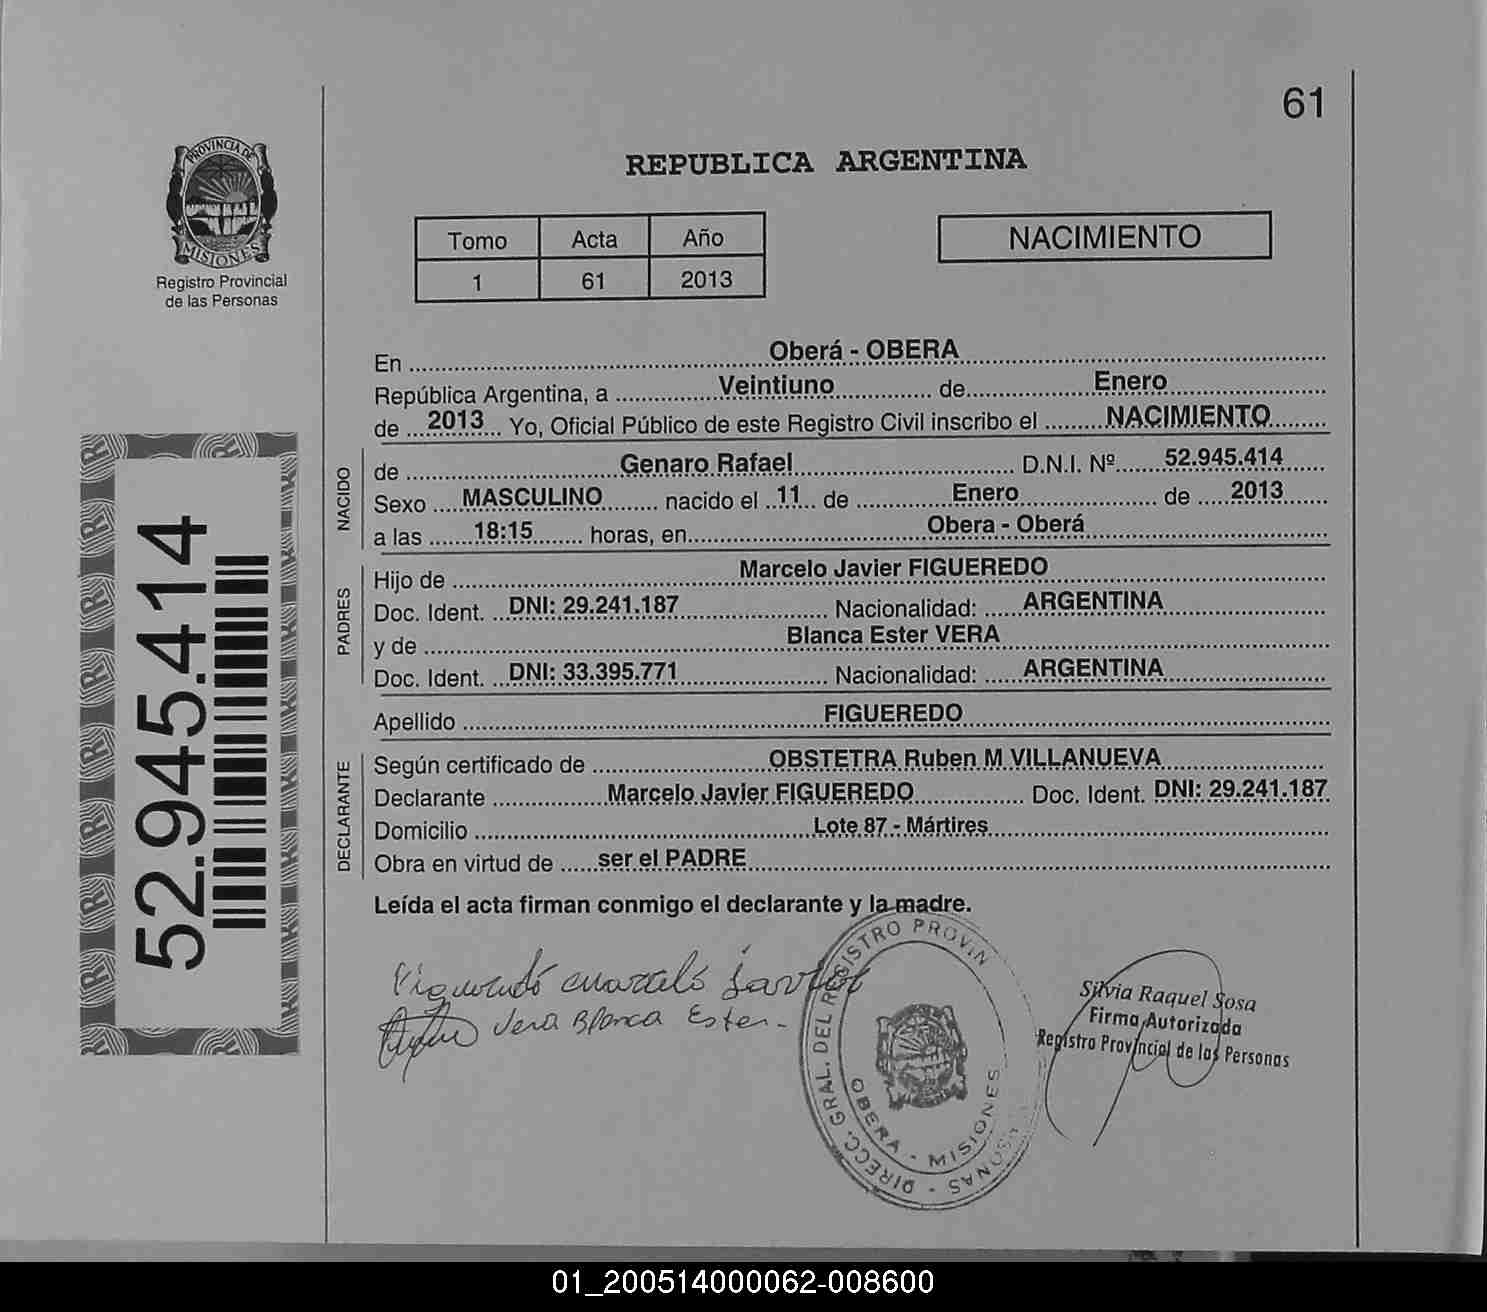 61
PROVINCIA DE
MISIONES
Registro Provincial
de las Personas
REPUBLICA ARGENTINA
Tomo Acta Año
1 61 2013
NACIMIENTO
En Oberá - OBERA
República Argentina, a Veintiuno de Enero
de 2013 Yo, Oficial Público de este Registro Civil inscribo el NACIMIENTO
NACIDO
de Genaro Rafael D.N.I. Nº 52.945.414
Sexo MASCULINO nacido el 11 de Enero de 2013
a las 18:15 horas, en Obera - Oberá
PADRES
Hijo de Marcelo Javier FIGUEREDO
Doc. Ident. DNI: 29.241.187 Nacionalidad: ARGENTINA
y de Blanca Ester VERA
Doc. Ident. DNI: 33.395.771 Nacionalidad: ARGENTINA
Apellido FIGUEREDO
DECLARANTE
Según certificado de OBSTETRA Ruben M VILLANUEVA
Declarante Marcelo Javier FIGUEREDO Doc. Ident. DNI: 29.241.187
Domicilio Lote 87 - Mártires
Obra en virtud de ser el PADRE
Leída el acta firman conmigo el declarante y la madre.
52.945.414
Figueredo Marcelo Javier
Vera Blanca Ester
DIRECC. GRAL. DEL REGISTRO PROVIN
OBERA - MISIONES
Silvia Raquel Sosa
Firma Autorizada
Registro Provincial de las Personas
01_200514000062-008600